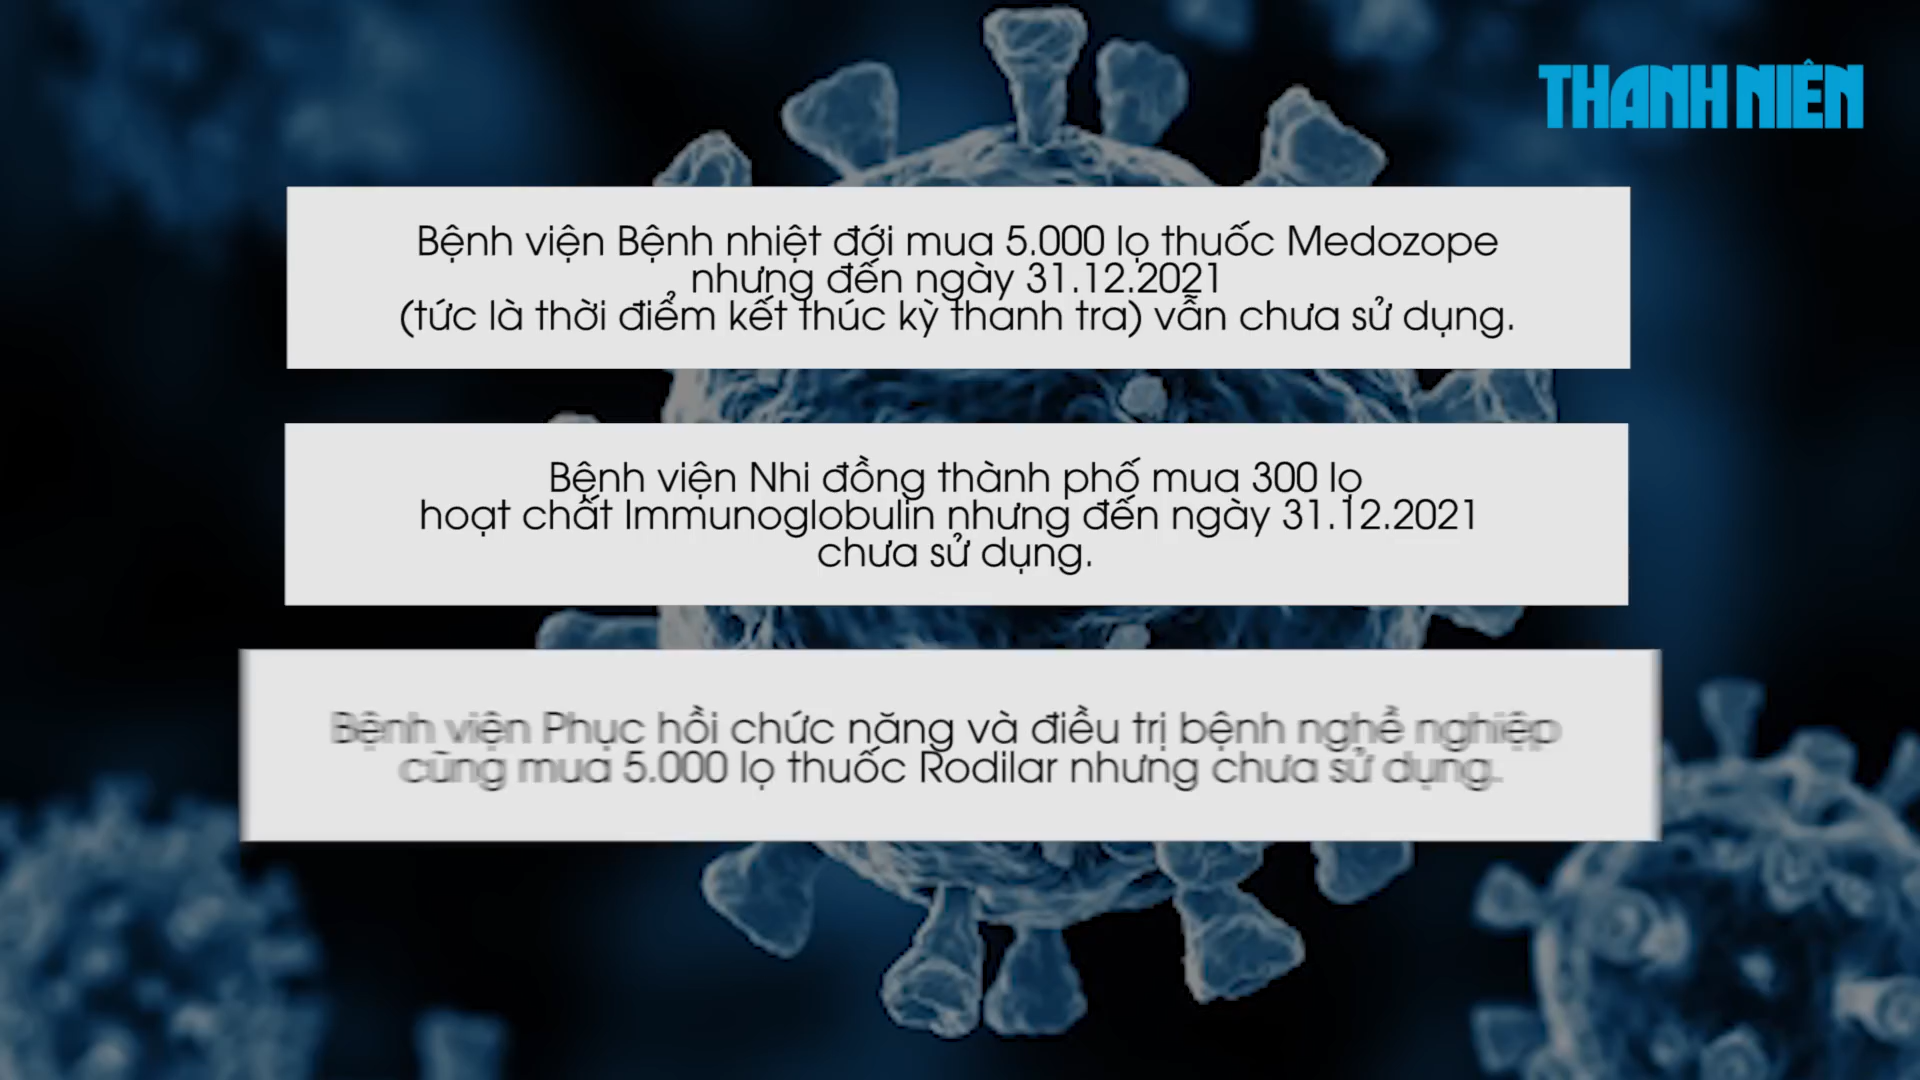 THANH NIÊN
Bệnh viện Bệnh nhiệt đới mua 5.000 lọ thuốc Medozope
nhưng đến ngày 31.12.2021
(tức là thời điểm kết thúc kỳ thanh tra) vẫn chưa sử dụng.
Bệnh viện Nhi đồng thành phố mua 300 lọ
hoạt chất Immunoglobulin nhưng đến ngày 31.12.2021
chưa sử dụng.
Bệnh viện Phục hồi chức năng và điều trị bệnh nghề nghiệp
cũng mua 5.000 lọ thuốc Rodilar nhưng chưa sử dụng.